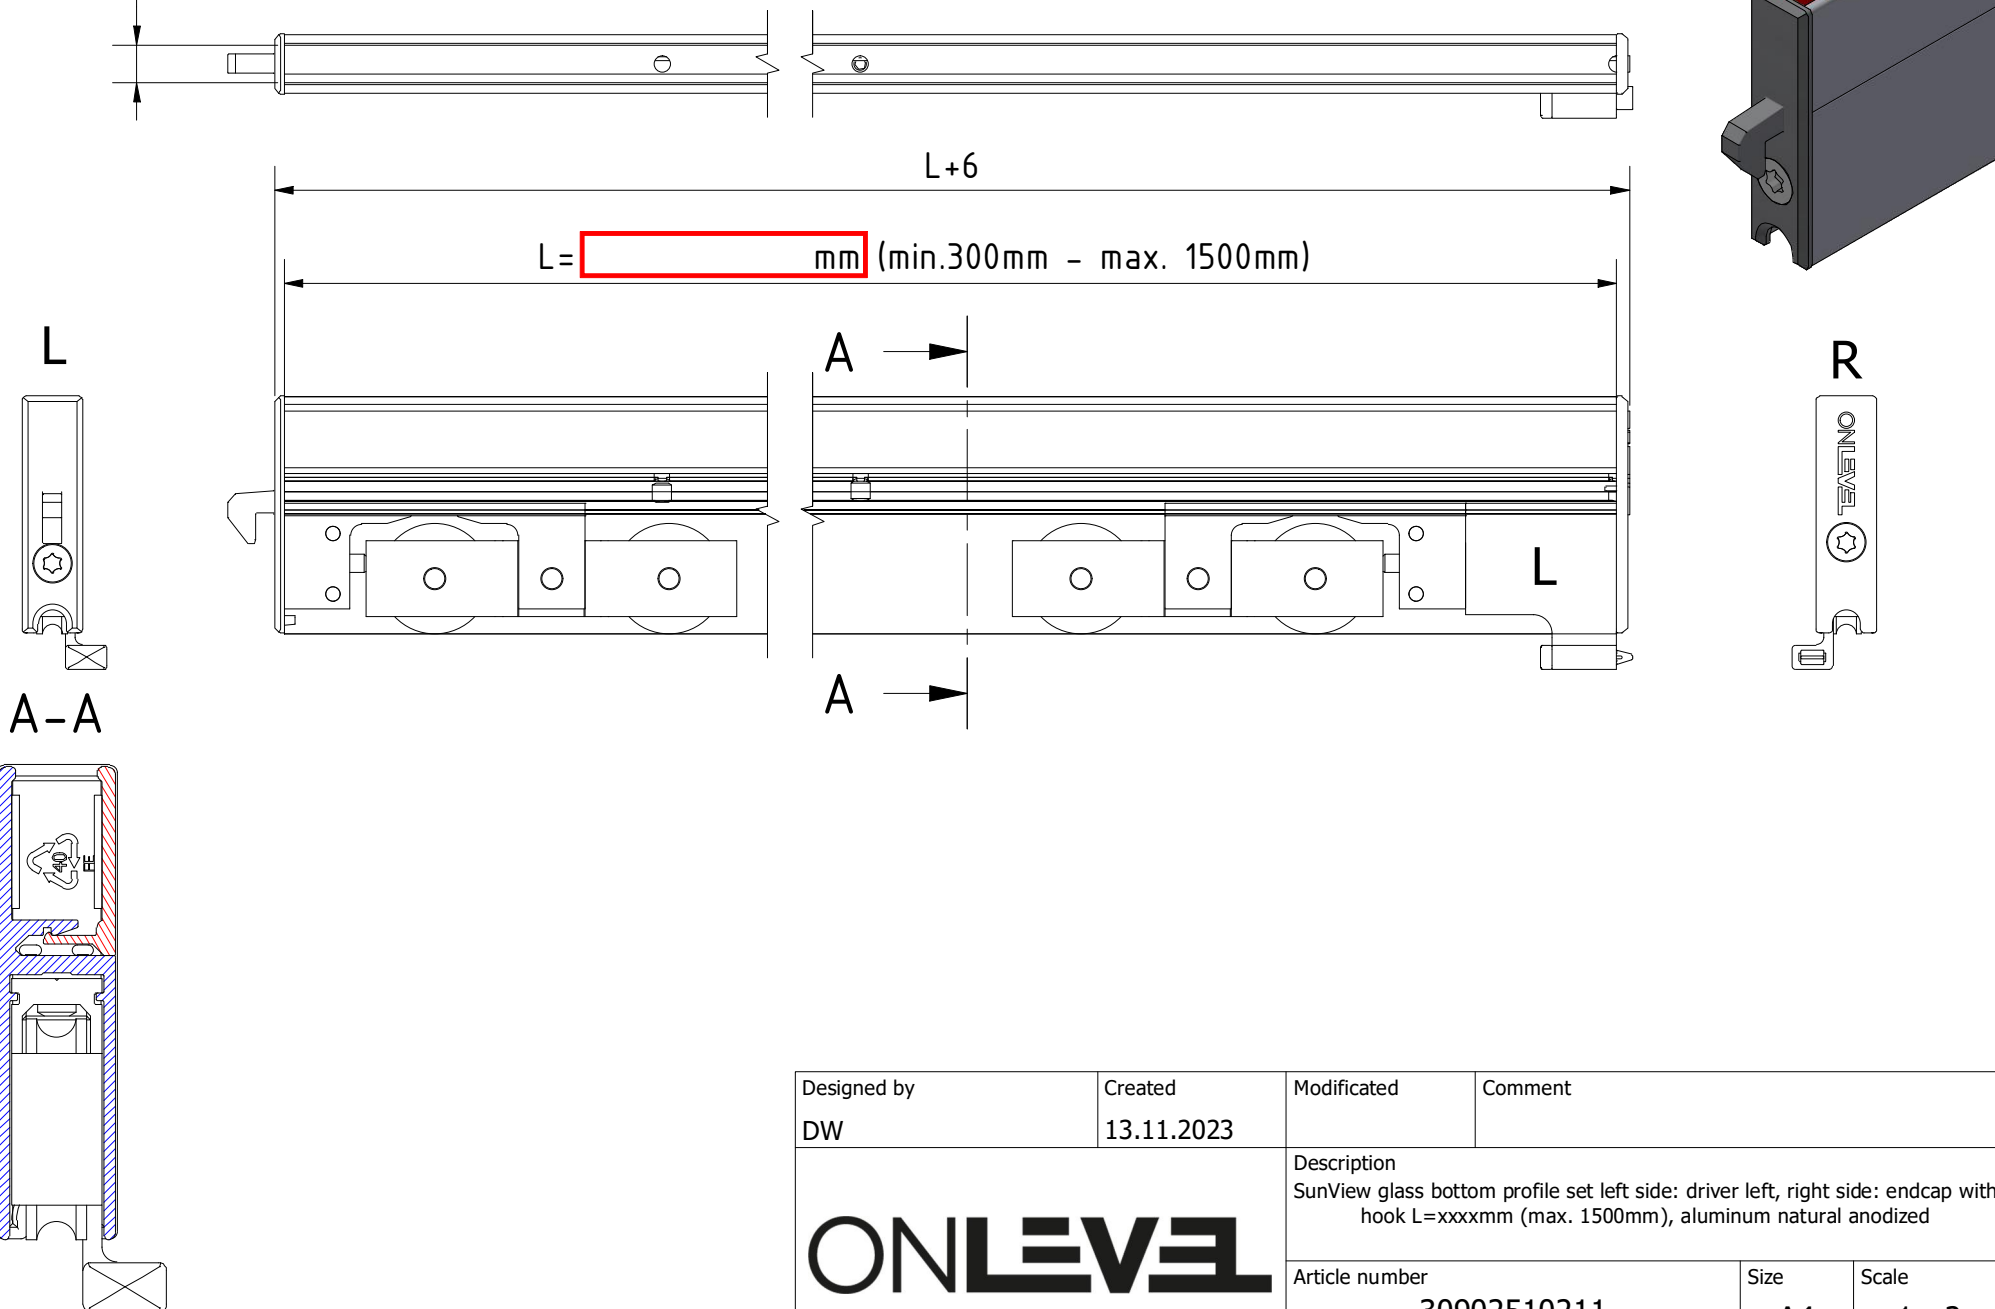 L+6
L= mm (min.300mm - max. 1500mm)
L
A
R
ONLEVEL
L
A
A-A
40
FE
Designed by
DW
Created
13.11.2023
Modificated
Comment
Description
SunView glass bottom profile set left side: driver left, right side: endcap with
hook L=xxxxmm (max. 1500mm), aluminum natural anodized
ONLEVEL
Article number
Size
Scale